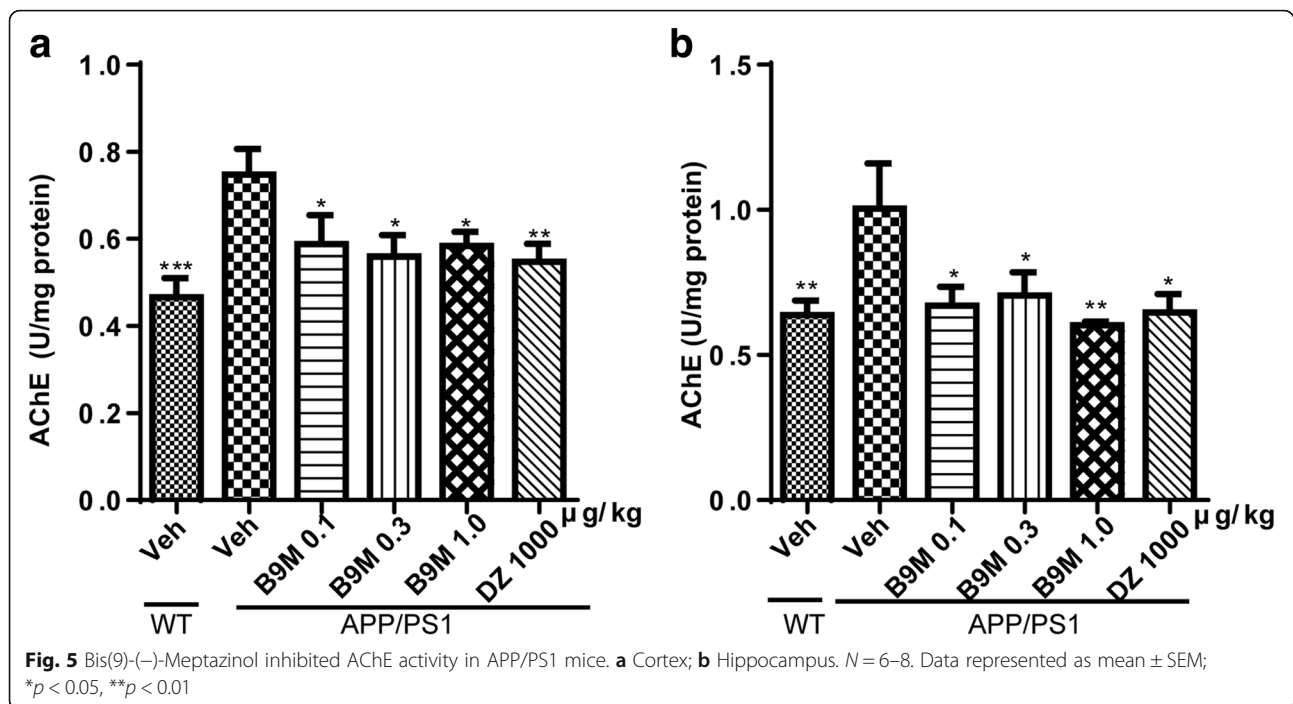 a
1.0
0.8
0.6
0.4
0.2
0.0
AChE (U/mg protein)
***
*
*
*
**
Veh
Veh
B9M 0.1
B9M 0.3
B9M 1.0
DZ 1000
μg/kg
WT
APP/PS1
b
1.5
1.0
0.5
0
AChE (U/mg protein)
**
*
*
**
*
Veh
Veh
B9M 0.1
B9M 0.3
B9M 1.0
DZ 1000
μg/kg
WT
APP/PS1
Fig. 5 Bis(9)-(−)-Meptazinol inhibited AChE activity in APP/PS1 mice. a Cortex; b Hippocampus. N = 6–8. Data represented as mean ± SEM;
*p < 0.05, **p < 0.01